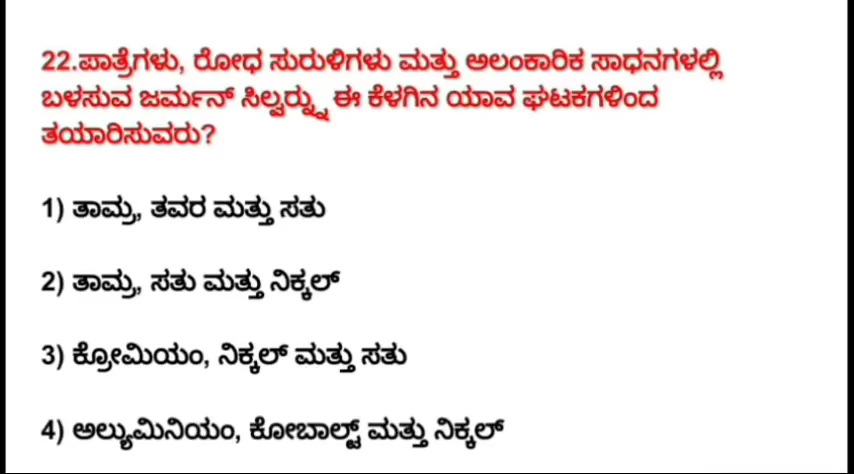 22.ಪಾತ್ರೆಗಳು, ರೋಧ ಸುರುಳಿಗಳು ಮತ್ತು ಅಲಂಕಾರಿಕ ಸಾಧನಗಳಲ್ಲಿ
ಬಳಸುವ ಜರ್ಮನ್ ಸಿಲ್ವರ್‍ನ್ನು ಈ ಕೆಳಗಿನ ಯಾವ ಘಟಕಗಳಿಂದ
ತಯಾರಿಸುವರು?
1) ತಾಮ್ರ, ತವರ ಮತ್ತು ಸತು
2) ತಾಮ್ರ, ಸತು ಮತ್ತು ನಿಕ್ಕಲ್
3) ಕ್ರೋಮಿಯಂ, ನಿಕ್ಕಲ್ ಮತ್ತು ಸತು
4) ಅಲ್ಯುಮಿನಿಯಂ, ಕೋಬಾಲ್ಟ್ ಮತ್ತು ನಿಕ್ಕಲ್